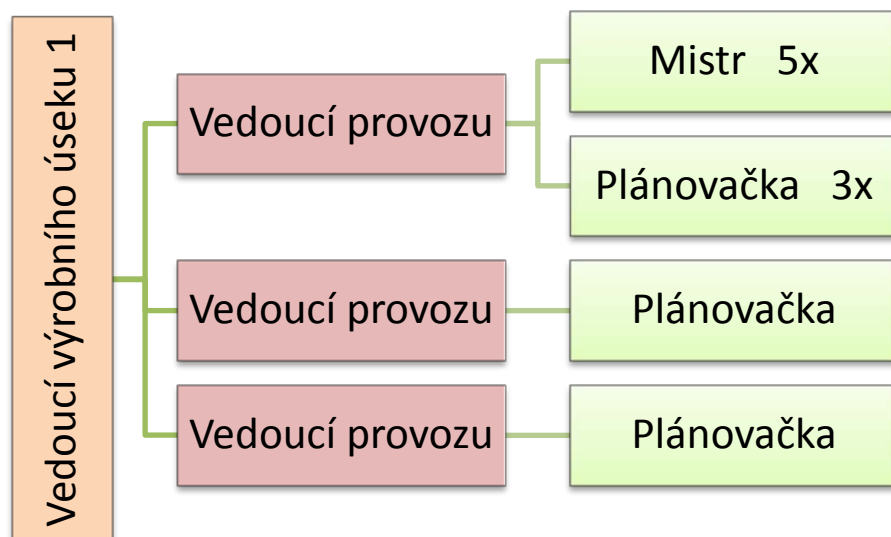 Vedoucí výrobního úseku 1
Vedoucí provozu
Mistr 5x
Plánovačka 3x
Vedoucí provozu
Plánovačka
Vedoucí provozu
Plánovačka